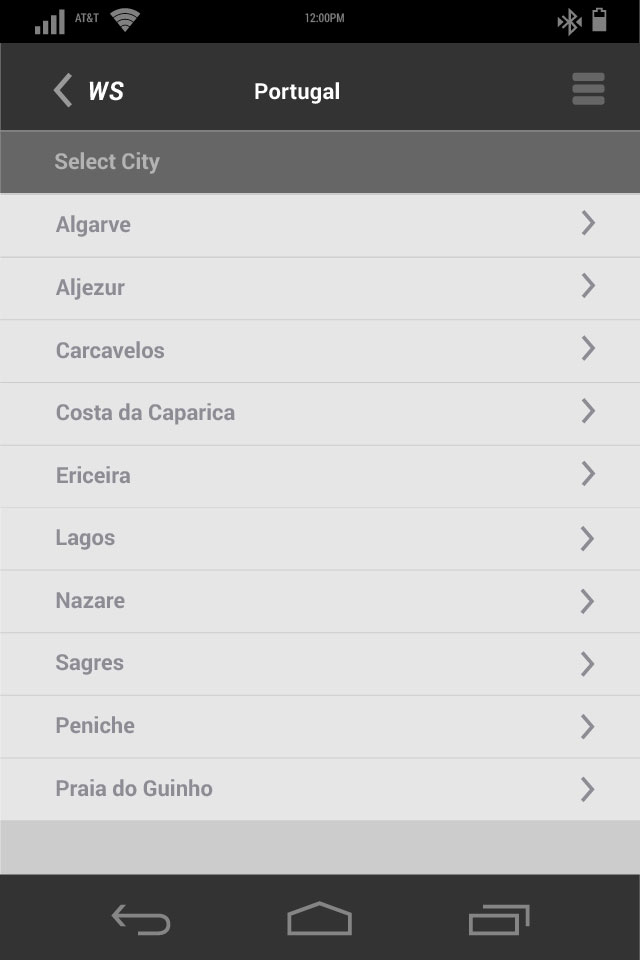 AT&T 12:00PM
WS Portugal
Select City
Algarve
Aljezur
Carcavelos
Costa da Caparica
Ericeira
Lagos
Nazare
Sagres
Peniche
Praia do Guinho